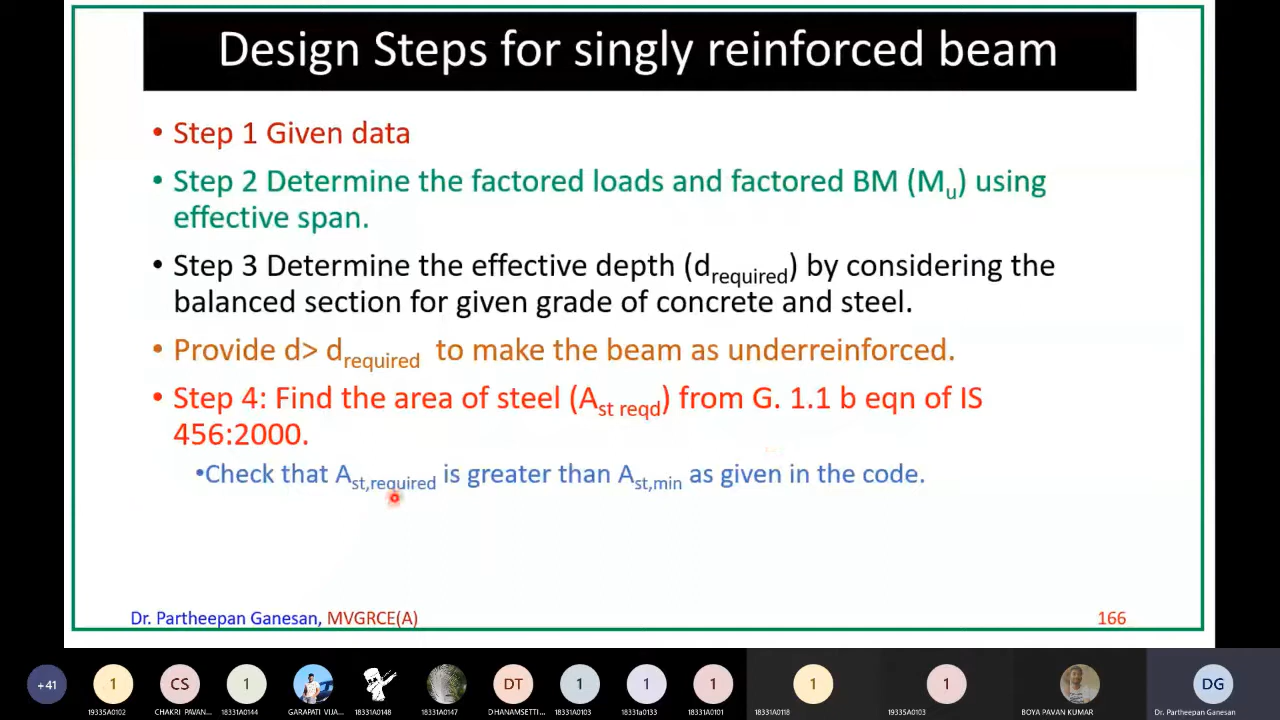 Design Steps for singly reinforced beam
• Step 1 Given data
• Step 2 Determine the factored loads and factored BM (Mu) using
effective span.
• Step 3 Determine the effective depth (drequired) by considering the
balanced section for given grade of concrete and steel.
• Provide d> drequired to make the beam as underreinforced.
• Step 4: Find the area of steel (Ast reqd) from G. 1.1 b eqn of IS
456:2000.
•Check that Ast,required is greater than Ast,min as given in the code.
Dr. Partheepan Ganesan, MVGRCE(A)
166
+41
1
CS
1
DT
1
1
1
1
1
DG
19335A0102
CHAKRI PAVAN...
18331A0144
GARAPATI VIJA...
18331A0148
18331A0147
DHANAMSETTI...
18331A0103
18331a0133
18331A0101
18331A0118
19335A0103
BOYA PAVAN KUMAR
Dr. Partheepan Ganesan